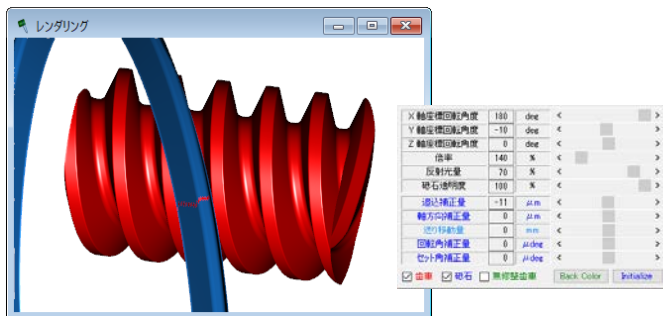 レンダリング
X 軸座標回転角度 180 deg
Y 軸座標回転角度 -10 deg
Z 軸座標回転角度 0 deg
倍率 140 %
反射光量 70 %
砥石透明度 100 %
追込補正量 -11 μm
軸方向補正量 0 μm
送り移動量 0 mm
回転角補正量 0 μdeg
セット角補正量 0 μdeg
歯車 砥石 無修整歯車 Back Color Initialize